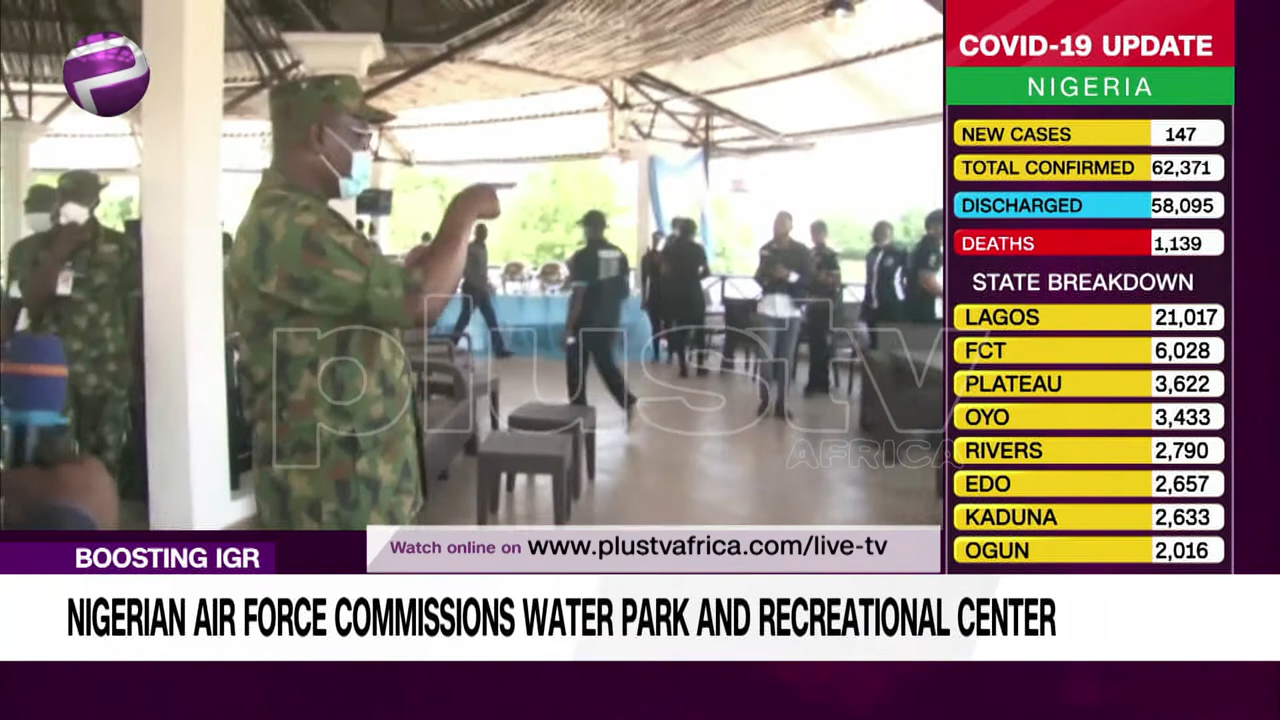 COVID-19 UPDATE
NIGERIA
NEW CASES 147
TOTAL CONFIRMED 62,371
DISCHARGED 58,095
DEATHS 1,139
STATE BREAKDOWN
LAGOS 21,017
FCT 6,028
PLATEAU 3,622
OYO 3,433
RIVERS 2,790
EDO 2,657
KADUNA 2,633
OGUN 2,016
plustv
AFRICA
Watch online on www.plustvafrica.com/live-tv
BOOSTING IGR
NIGERIAN AIR FORCE COMMISSIONS WATER PARK AND RECREATIONAL CENTER